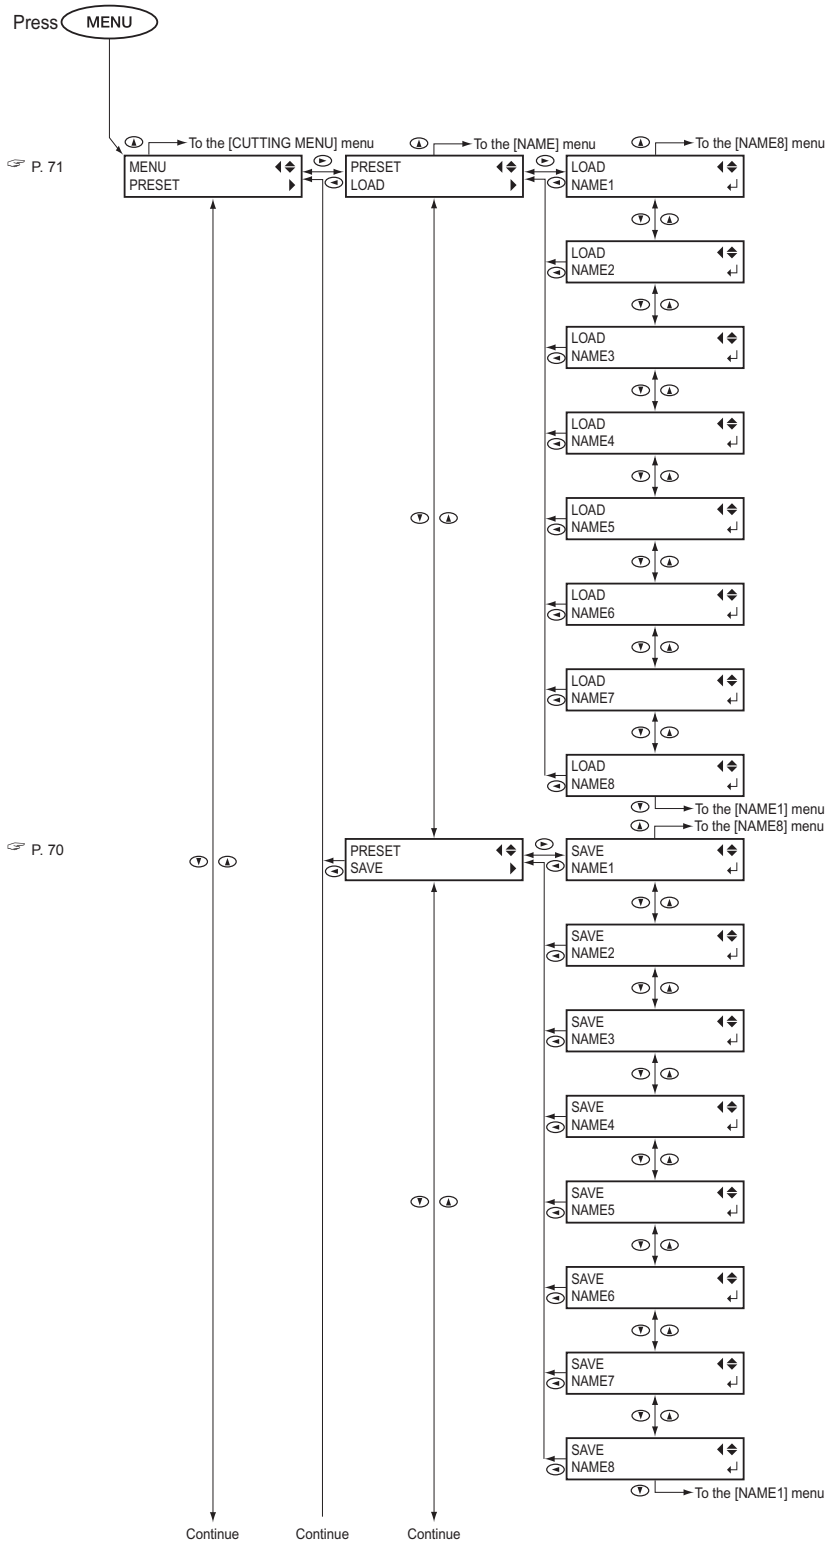 Press MENU
To the [CUTTING MENU] menu
To the [NAME] menu
To the [NAME8] menu
☞ P. 71
MENU
PRESET
PRESET
LOAD
LOAD
NAME1
LOAD
NAME2
LOAD
NAME3
LOAD
NAME4
LOAD
NAME5
LOAD
NAME6
LOAD
NAME7
LOAD
NAME8
To the [NAME1] menu
To the [NAME8] menu
☞ P. 70
PRESET
SAVE
SAVE
NAME1
SAVE
NAME2
SAVE
NAME3
SAVE
NAME4
SAVE
NAME5
SAVE
NAME6
SAVE
NAME7
SAVE
NAME8
To the [NAME1] menu
Continue
Continue
Continue